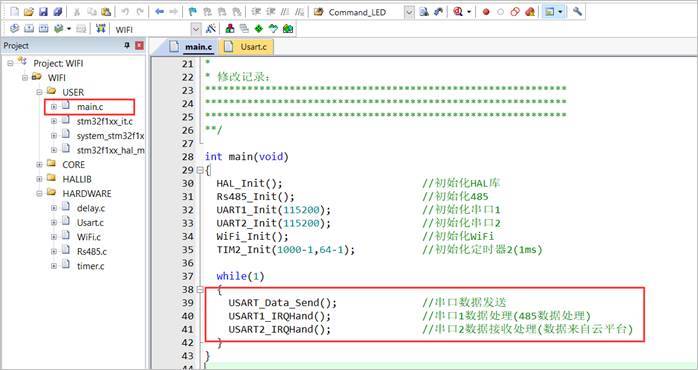 Command_LED
WIFI
Project
main.c
Usart.c
Project: WIFI
WIFI
USER
main.c
stm32f1xx_it.c
system_stm32f1x
stm32f1xx_hal_m
CORE
HALLIB
HARDWARE
delay.c
Usart.c
WiFi.c
Rs485.c
timer.c
21 *
22 * 修改记录:
23 ************************************************************
24 ************************************************************
25 ************************************************************
26 **/
27
28 int main(void)
29 {
30 HAL_Init(); //初始化HAL库
31 Rs485_Init(); //初始化485
32 UART1_Init(115200); //初始化串口1
33 UART2_Init(115200); //初始化串口2
34 WiFi_Init(); //初始化WiFi
35 TIM2_Init(1000-1,64-1); //初始化定时器2(1ms)
36
37 while(1)
38 {
39 USART_Data_Send(); //串口数据发送
40 USART1_IRQHand(); //串口1数据处理(485数据处理)
41 USART2_IRQHand(); //串口2数据接收处理(数据来自云平台)
42 }
43 }
44